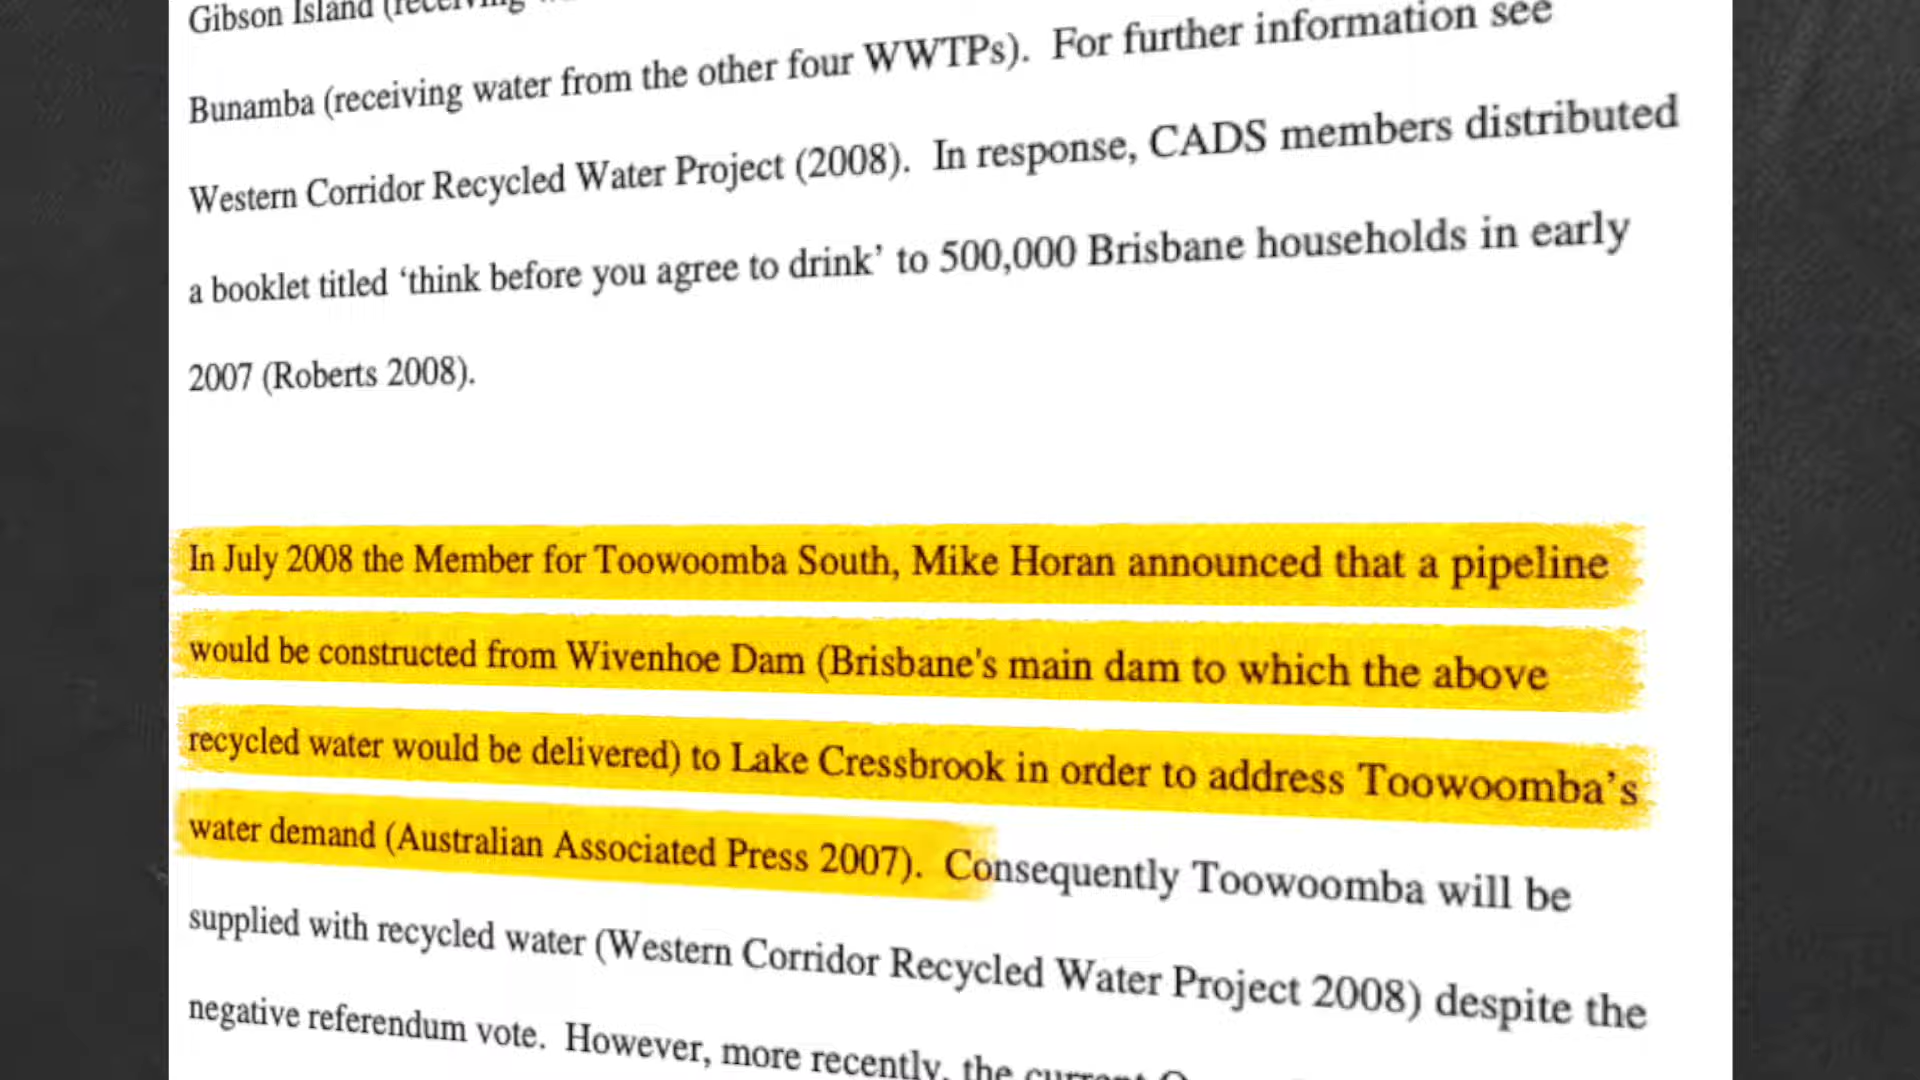 Gibson Island (receiving
Bunamba (receiving water from the other four WWTPs). For further information see
Western Corridor Recycled Water Project (2008). In response, CADS members distributed
a booklet titled ‘think before you agree to drink’ to 500,000 Brisbane households in early
2007 (Roberts 2008).
In July 2008 the Member for Toowoomba South, Mike Horan announced that a pipeline
would be constructed from Wivenhoe Dam (Brisbane's main dam to which the above
recycled water would be delivered) to Lake Cressbrook in order to address Toowoomba’s
water demand (Australian Associated Press 2007). Consequently Toowoomba will be
supplied with recycled water (Western Corridor Recycled Water Project 2008) despite the
negative referendum vote. However, more recently, the current